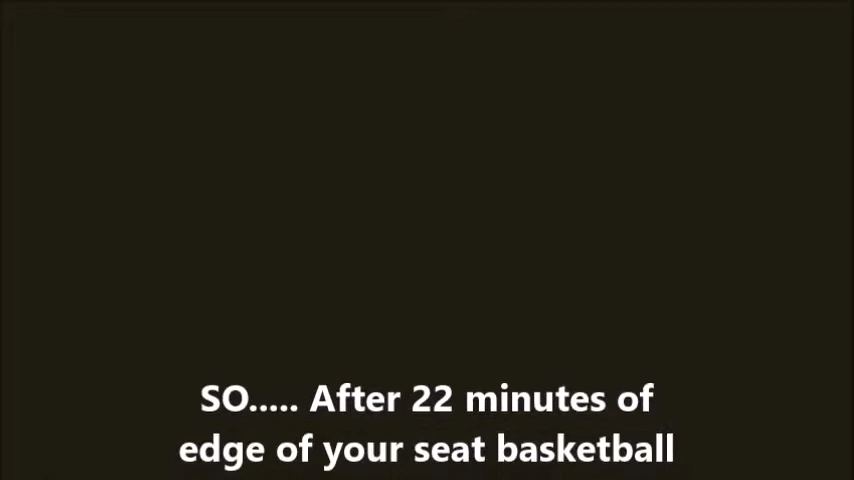 SO..... After 22 minutes of
edge of your seat basketball